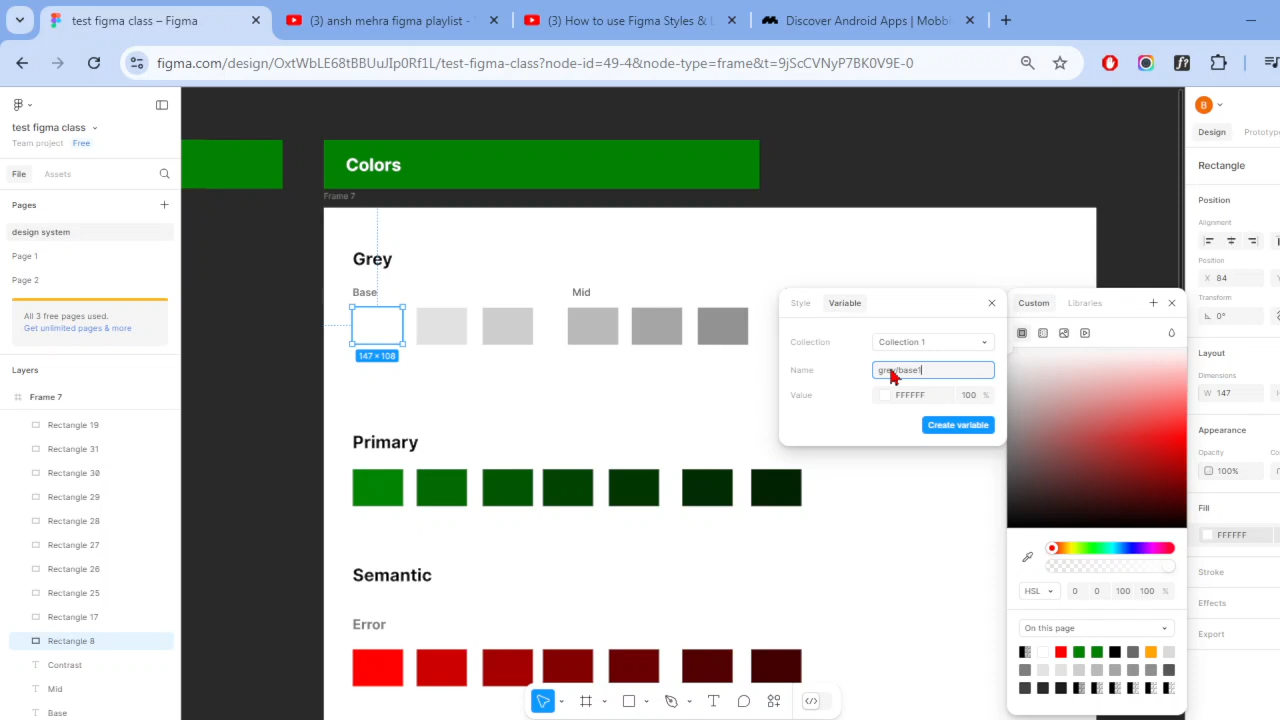 test figma class – Figma
(3) ansh mehra figma playlist -
(3) How to use Figma Styles &
Discover Android Apps | Mobbi
figma.com/design/OxtWbLE68tBBUuJIp0Rf1L/test-figma-class?node-id=49-4&node-type=frame&t=9jScCVNyP7BK0V9E-0
test figma class
Team project Free
File Assets
Pages
design system
Page 1
Page 2
All 3 free pages used.
Get unlimited pages & more
Layers
Frame 7
Rectangle 19
Rectangle 31
Rectangle 30
Rectangle 29
Rectangle 28
Rectangle 27
Rectangle 26
Rectangle 25
Rectangle 17
Rectangle 8
Contrast
Mid
Base
Colors
Frame 7
Grey
Base Mid
147 × 108
Primary
Semantic
Error
Style Variable
Collection Collection 1
Name grey/base1
Value FFFFFF 100 %
Create variable
Custom Libraries
HSL 0 0 100 100 %
On this page
B
Design Prototype
Rectangle
Position
Alignment
Position
X 84
Transform
0°
Layout
Dimensions
W 147
Appearance
Opacity
100%
Fill
FFFFFF
Stroke
Effects
Export